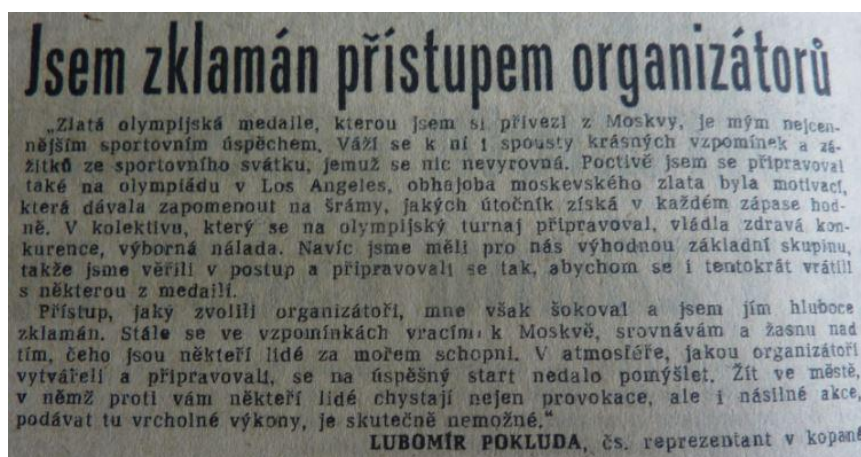 Jsem zklamán přístupem organizátorů
„Zlatá olympijská medaile, kterou jsem si přivezl z Moskvy, je mým nejcen-
nějším sportovním úspěchem. Váží se k ní i spousty krásných vzpomínek a zá-
žitků ze sportovního svátku, jemuž se nic nevyrovná. Poctivě jsem se připravoval
také na olympiádu v Los Angeles, obhajoba moskevského zlata byla motivací,
která dávala zapomenout na šrámy, jakých útočník získá v každém zápase hod-
ně. V kolektivu, který se na olympijský turnaj připravoval, vládla zdravá kon-
kurence, výborná nálada. Navíc jsme měli pro nás výhodnou základní skupinu,
takže jsme věřili v postup a připravovali se tak, abychom se i tentokrát vrátili
s některou z medailí.
Přístup, jaký zvolili organizátoři, mne však šokoval a jsem jím hluboce
zklamán. Stále se ve vzpomínkách vracím k Moskvě, srovnávám a žasnu nad
tím, čeho jsou někteří lidé za mořem schopni. V atmosféře, jakou organizátoři
vytvářeli a připravovali, se na úspěšný start nedalo pomýšlet. Žít ve městě,
v němž proti vám někteří lidé chystají nejen provokace, ale i násilné akce,
podávat tu vrcholné výkony, je skutečně nemožné.“
LUBOMÍR POKLUDA, čs. reprezentant v kopané